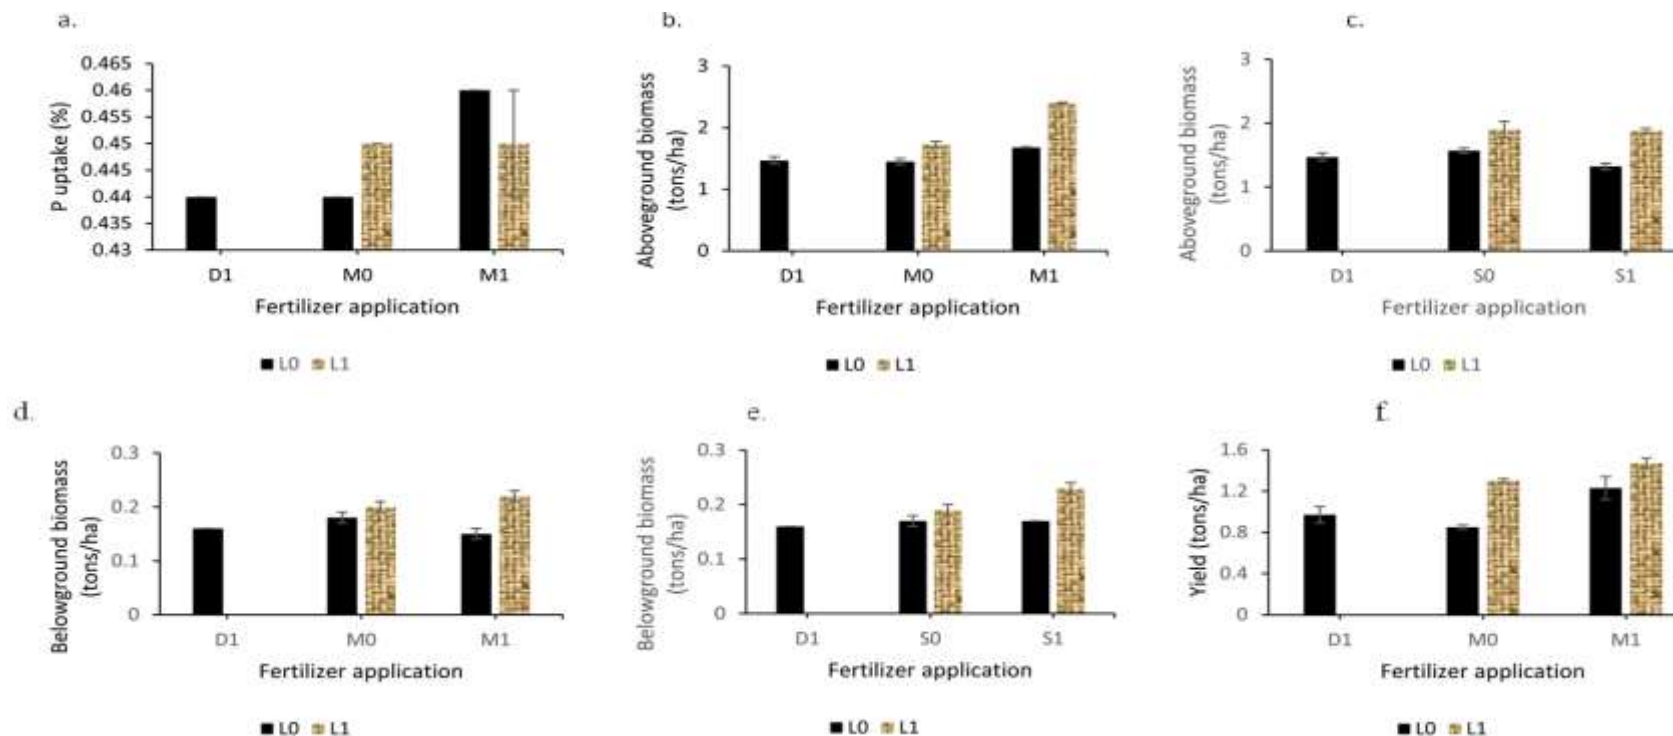 a.
P uptake (%)
0.465
0.46
0.455
0.45
0.445
0.44
0.435
0.43
D1 M0 M1
Fertilizer application
L0 L1
b.
Aboveground biomass
(tons/ha)
3
2
1
0
D1 M0 M1
Fertilizer application
L0 L1
c.
Aboveground biomass
(tons/ha)
3
2
1
0
D1 S0 S1
Fertilizer application
L0 L1
d.
Belowground biomass
(tons/ha)
0.3
0.2
0.1
0
D1 M0 M1
Fertilizer application
L0 L1
e.
Belowground biomass
(tons/ha)
0.3
0.2
0.1
0
D1 S0 S1
Fertilizer application
L0 L1
f.
Yield (tons/ha)
1.6
1.2
0.8
0.4
0
D1 M0 M1
Fertilizer application
L0 L1